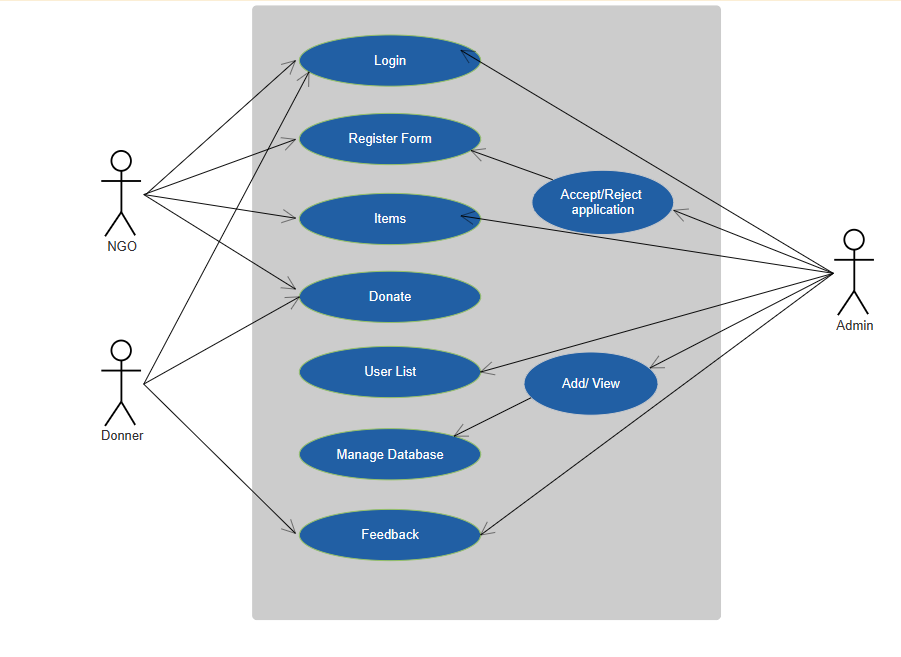 Login
Register Form
Accept/Reject
application
Items
NGO
Donate
Admin
User List
Add/ View
Donner
Manage Database
Feedback